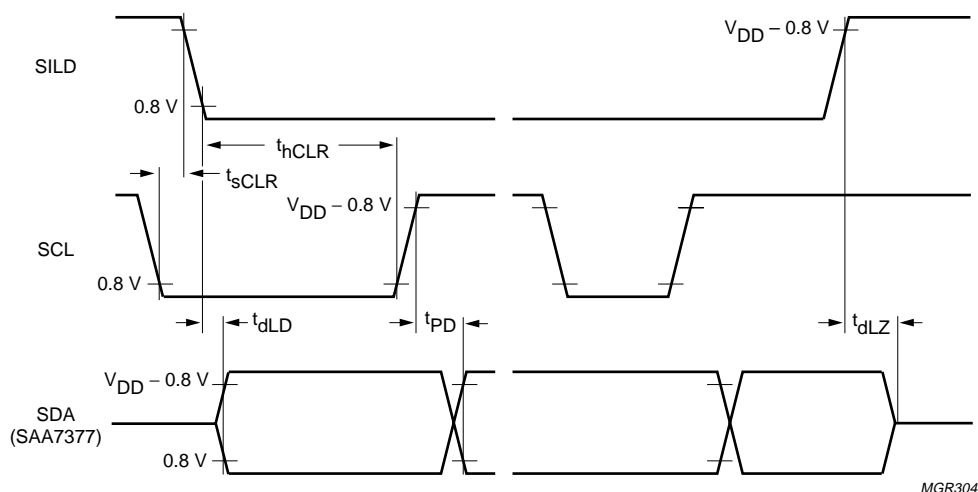 V_DD – 0.8 V
SILD
0.8 V
t_hCLR
t_sCLR
V_DD – 0.8 V
SCL
0.8 V
t_dLD
t_PD
t_dLZ
V_DD – 0.8 V
SDA
(SAA7377)
0.8 V
MGR304